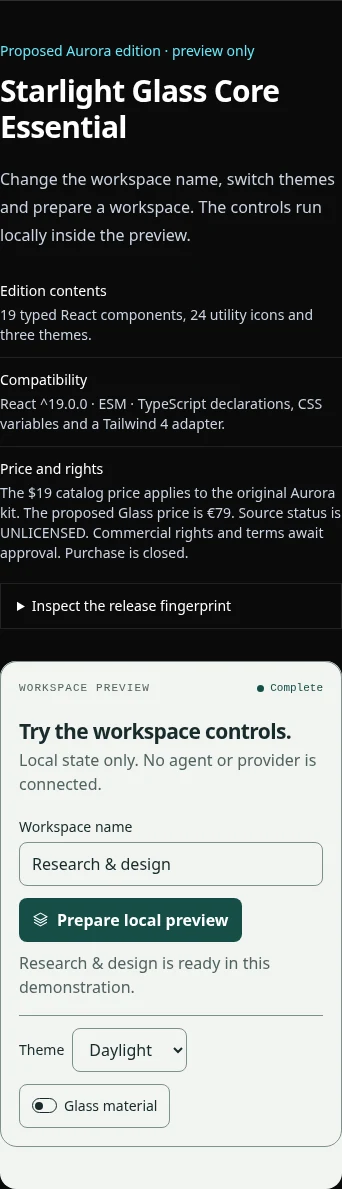 Proposed Aurora edition · preview only
Starlight Glass Core
Essential
Change the workspace name, switch themes
and prepare a workspace. The controls run
locally inside the preview.
Edition contents
19 typed React components, 24 utility icons and
three themes.
Compatibility
React ^19.0.0 · ESM · TypeScript declarations, CSS
variables and a Tailwind 4 adapter.
Price and rights
The $19 catalog price applies to the original Aurora
kit. The proposed Glass price is €79. Source status is
UNLICENSED. Commercial rights and terms await
approval. Purchase is closed.
Inspect the release fingerprint
WORKSPACE PREVIEW
Complete
Try the workspace controls.
Local state only. No agent or provider is
connected.
Workspace name
Research & design
Prepare local preview
Research & design is ready in this
demonstration.
Theme
Daylight
Glass material